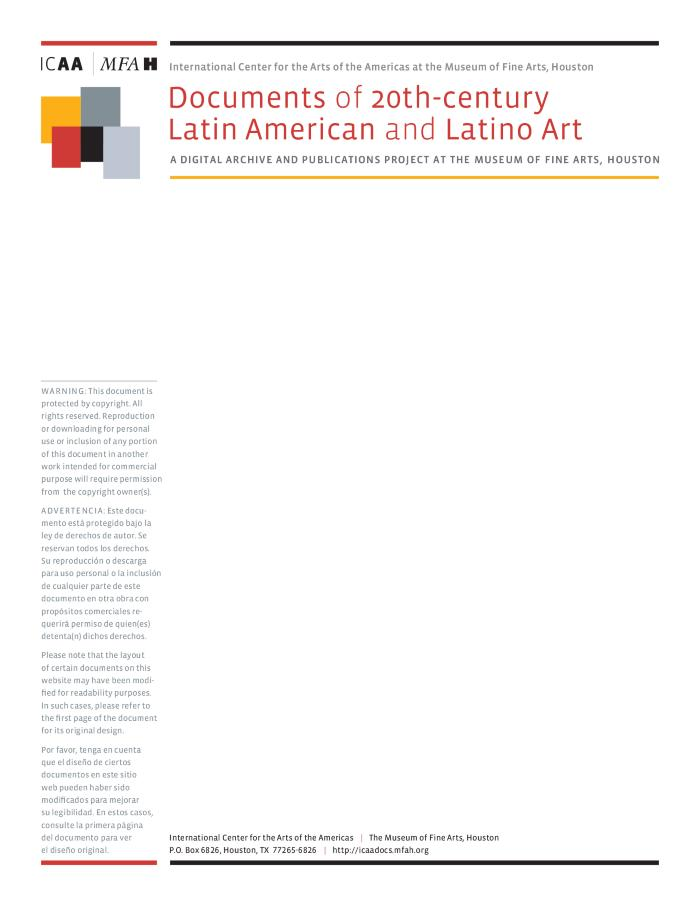 ICAA | MFAH
International Center for the Arts of the Americas at the Museum of Fine Arts, Houston
Documents of 20th-century
Latin American and Latino Art
A DIGITAL ARCHIVE AND PUBLICATIONS PROJECT AT THE MUSEUM OF FINE ARTS, HOUSTON
WARNING: This document is
protected by copyright. All
rights reserved. Reproduction
or downloading for personal
use or inclusion of any portion
of this document in another
work intended for commercial
purpose will require permission
from the copyright owner(s).
ADVERTENCIA: Este docu-
mento está protegido bajo la
ley de derechos de autor. Se
reservan todos los derechos.
Su reproducción o descarga
para uso personal o la inclusión
de cualquier parte de este
documento en otra obra con
propósitos comerciales re-
querirá permiso de quien(es)
detenta(n) dichos derechos.
Please note that the layout
of certain documents on this
website may have been modi-
fied for readability purposes.
In such cases, please refer to
the first page of the document
for its original design.
Por favor, tenga en cuenta
que el diseño de ciertos
documentos en este sitio
web pueden haber sido
modificados para mejorar
su legibilidad. En estos casos,
consulte la primera página
del documento para ver
el diseño original.
International Center for the Arts of the Americas | The Museum of Fine Arts, Houston
P.O. Box 6826, Houston, TX 77265-6826 | http://icaadocs.mfah.org